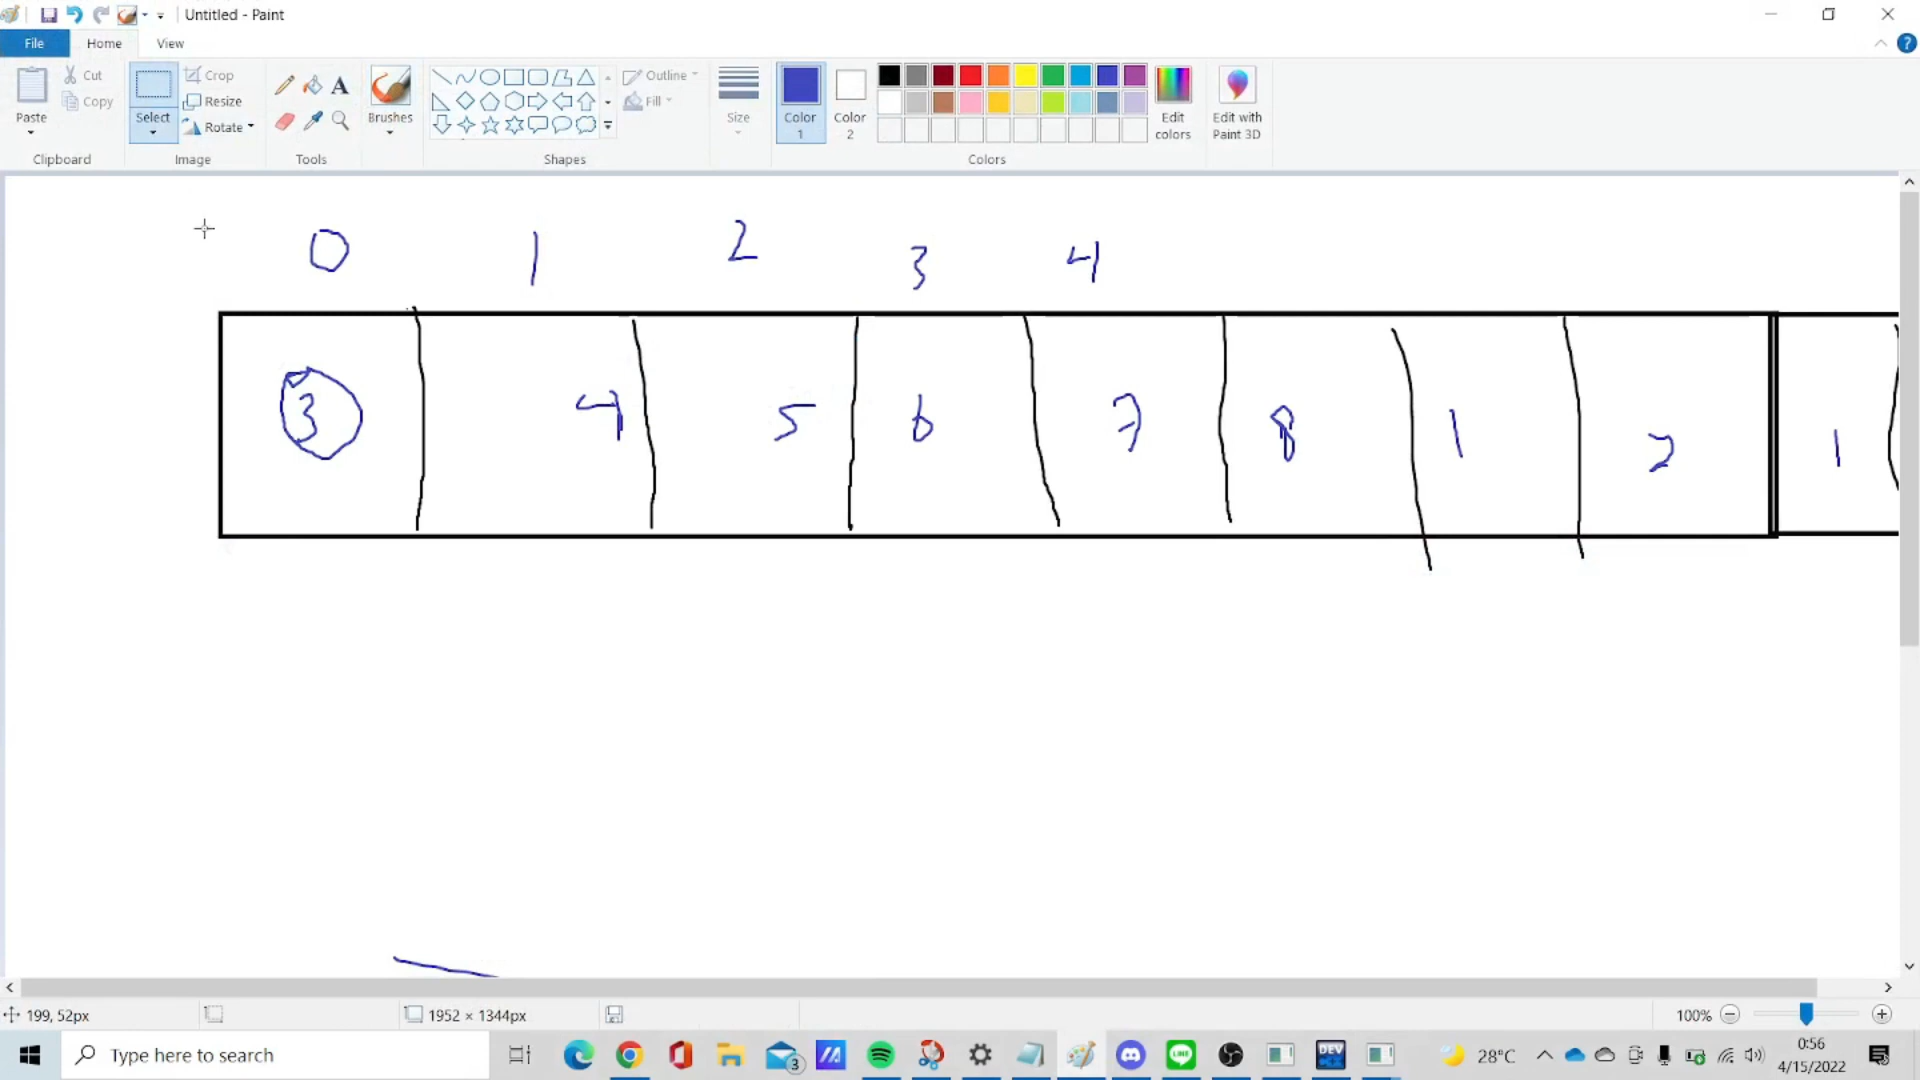 Untitled - Paint
File Home View
Paste
Cut
Copy
Clipboard
Select
Crop
Resize
Rotate
Image
Tools
Brushes
Shapes
Outline
Fill
Size
Color 1
Color 2
Colors
Edit colors
Edit with Paint 3D
0 1 2 3 4
3 4 5 6 7 8 1 2 1
199, 52px
1952 × 1344px
100%
Type here to search
3
DEV
28°C
0:56
4/15/2022